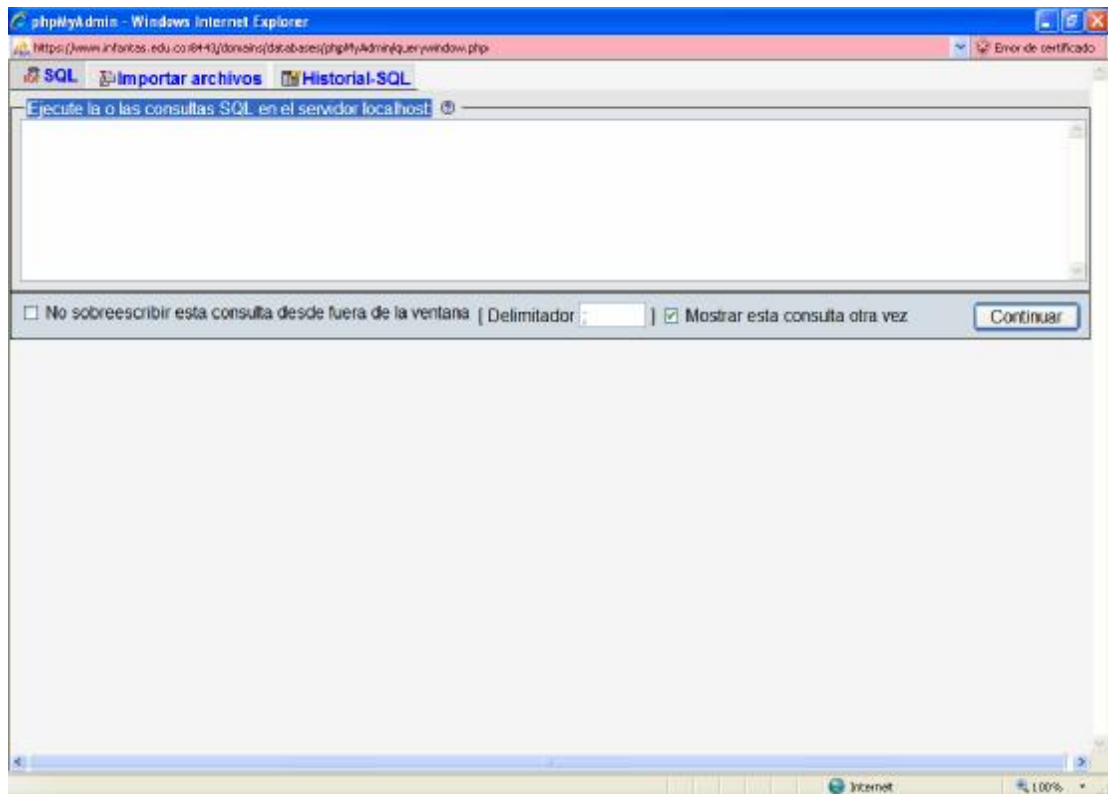 phpMyAdmin - Windows Internet Explorer
https://www.infantas.edu.co:8443/domains/databases/phpMyAdmin/querywindow.php
Error de certificado
SQL Importar archivos Historial-SQL
Ejecute la o las consultas SQL en el servidor localhost:
No sobreescribir esta consulta desde fuera de la ventana [ Delimitador ; ] Mostrar esta consulta otra vez Continuar
Internet 100%